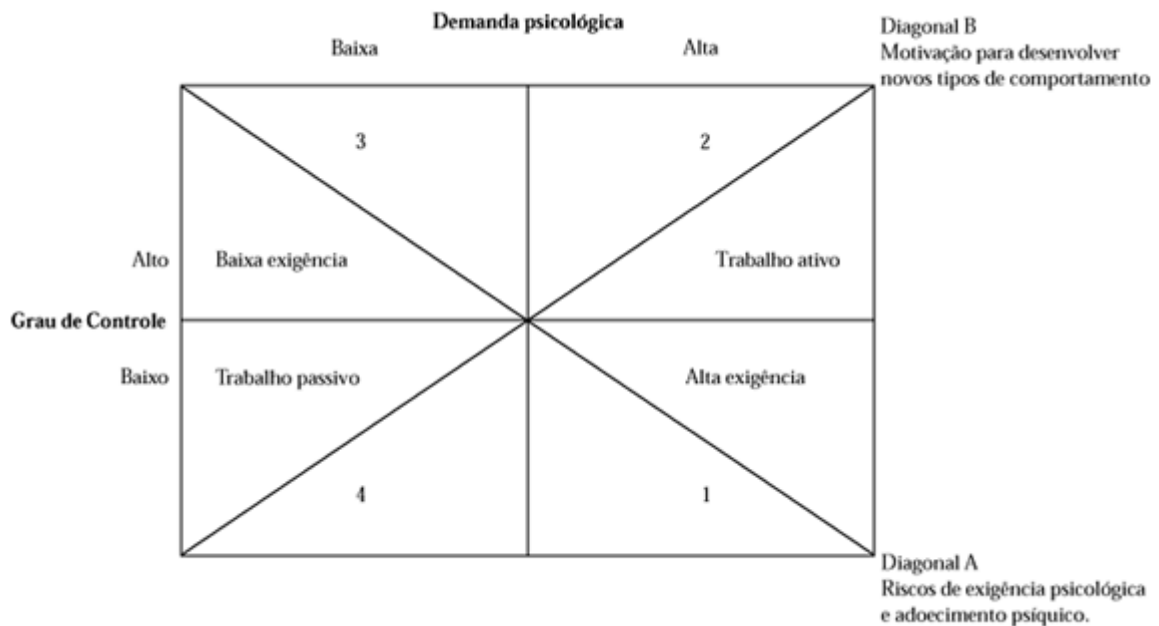 Demanda psicológica
Baixa
Alta
Diagonal B
Motivação para desenvolver
novos tipos de comportamento
3
2
Alto
Baixa exigência
Trabalho ativo
Grau de Controle
Baixo
Trabalho passivo
Alta exigência
4
1
Diagonal A
Riscos de exigência psicológica
e adoecimento psíquico.